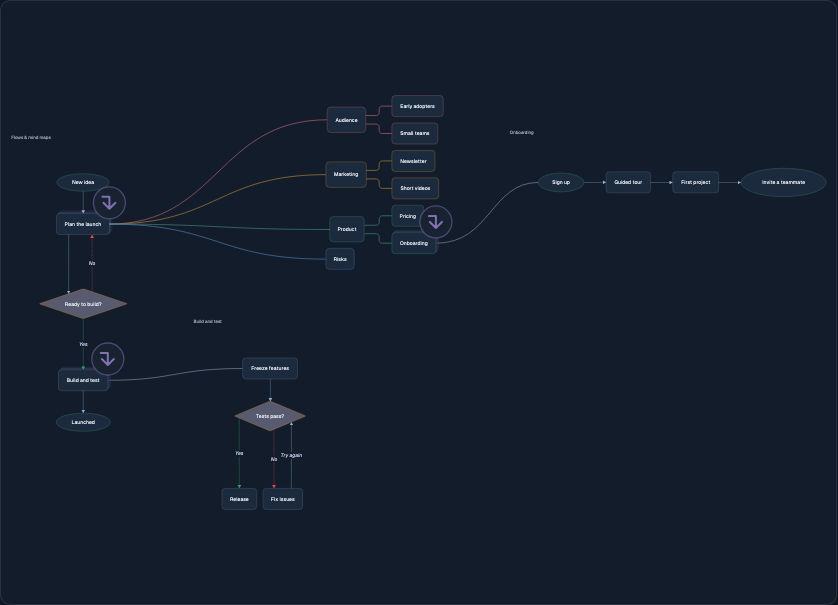 Flows & mind maps
New idea
Plan the launch
No
Ready to build?
Yes
Build and test
Launched
Audience
Early adopters
Small teams
Marketing
Newsletter
Short videos
Product
Pricing
Onboarding
Risks
Onboarding
Sign up
Guided tour
First project
Invite a teammate
Build and test
Freeze features
Tests pass?
Yes
No
Try again
Release
Fix issues